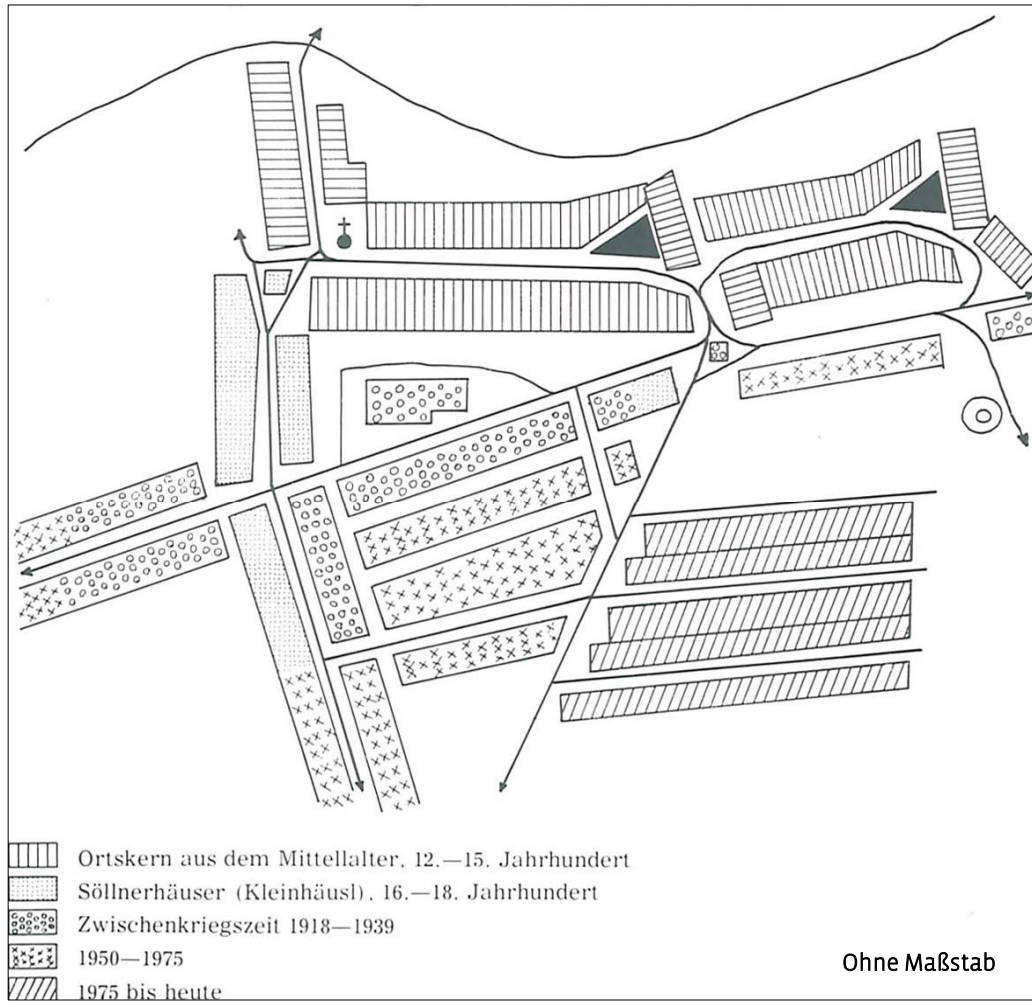 Ortskern aus dem Mittellalter, 12.—15. Jahrhundert
Söllnerhäuser (Kleinhäusl), 16.—18. Jahrhundert
Zwischenkriegszeit 1918—1939
1950—1975
1975 bis heute
Ohne Maßstab